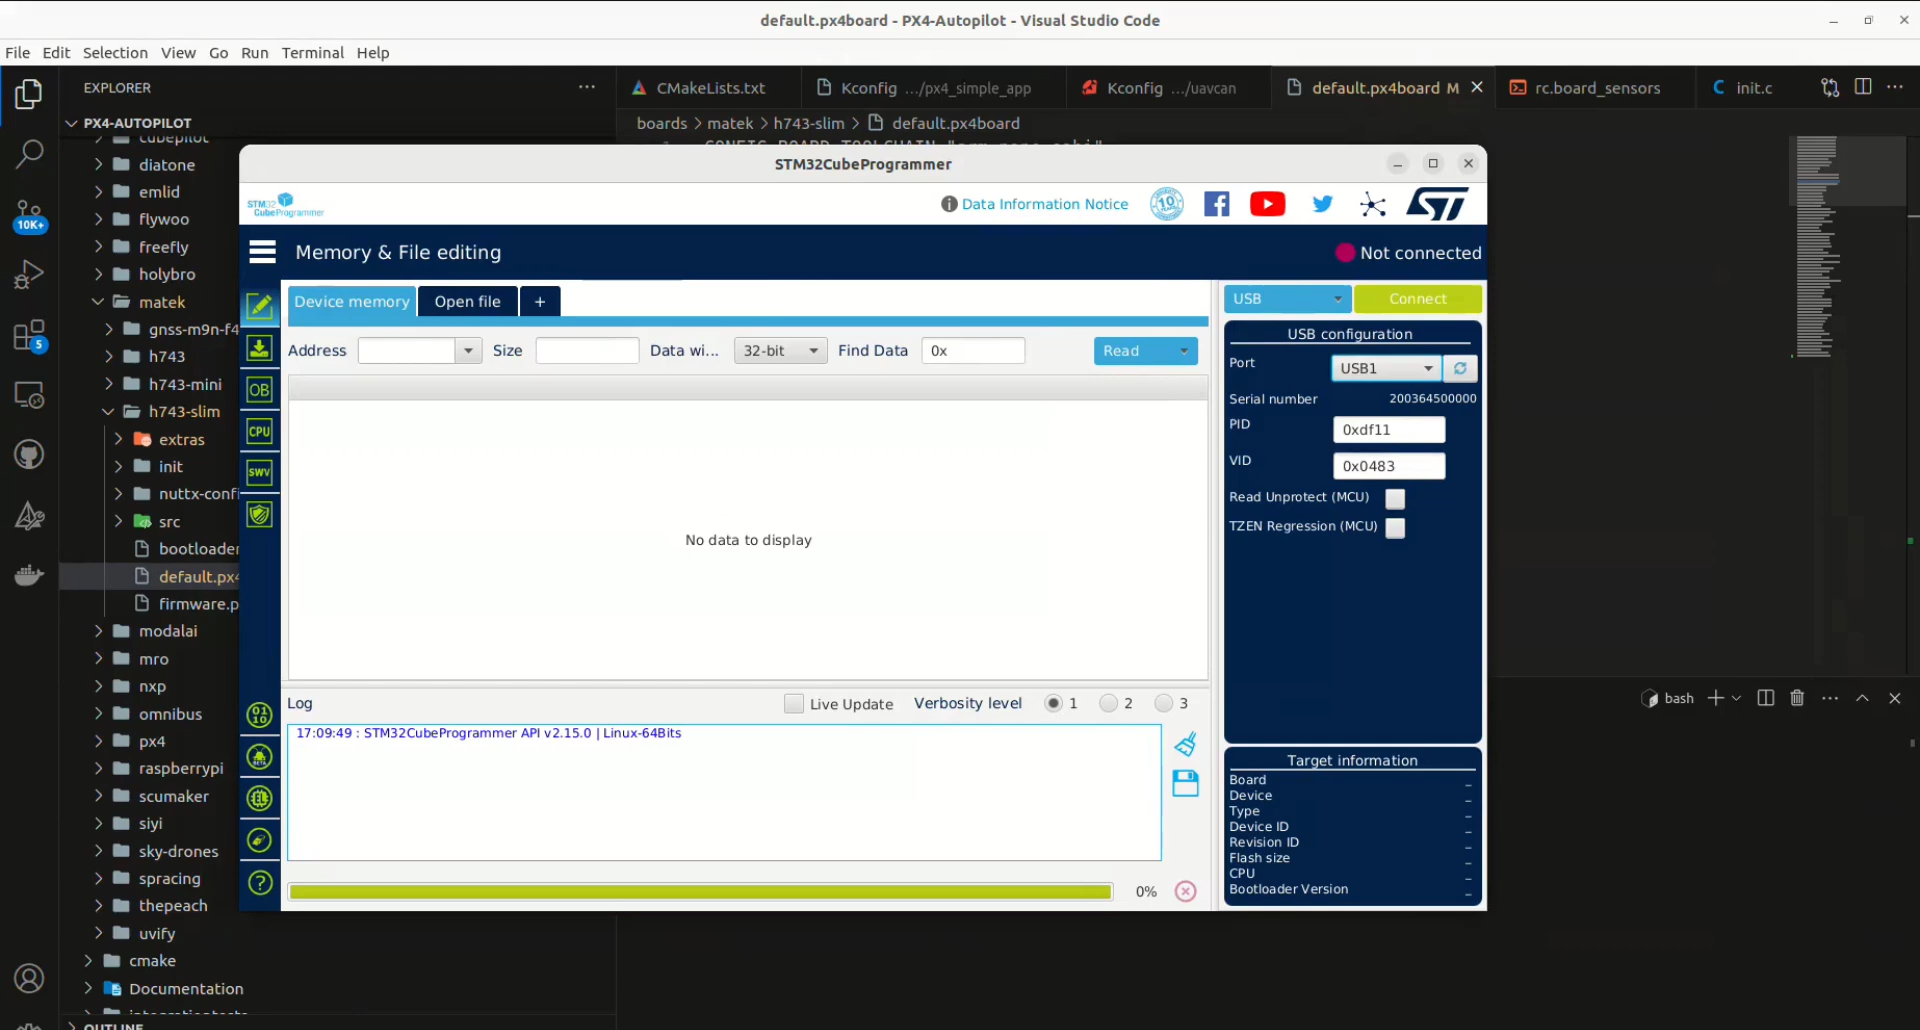 default.px4board - PX4-Autopilot - Visual Studio Code
File Edit Selection View Go Run Terminal Help
EXPLORER
CMakeLists.txt
Kconfig .../px4_simple_app
Kconfig .../uavcan
default.px4board M
rc.board_sensors
init.c
PX4-AUTOPILOT
boards > matek > h743-slim > default.px4board
cubepilot
diatone
emlid
flywoo
freefly
holybro
matek
gnss-m9n-f4
h743
h743-mini
h743-slim
extras
init
nuttx-confi
src
bootloader
default.px4
firmware.p
modalai
mro
nxp
omnibus
px4
raspberrypi
scumaker
siyi
sky-drones
spracing
thepeach
uvify
cmake
Documentation
OUTLINE
10K+
5
STM32CubeProgrammer
STM32
CubeProgrammer
Data Information Notice
10
Memory & File editing
Not connected
Device memory
Open file
+
USB
Connect
Address
Size
Data wi...
32-bit
Find Data
0x
Read
OB
CPU
SWV
No data to display
USB configuration
Port
USB1
Serial number
200364500000
PID
0xdf11
VID
0x0483
Read Unprotect (MCU)
TZEN Regression (MCU)
Log
Live Update
Verbosity level
1
2
3
17:09:49 : STM32CubeProgrammer API v2.15.0 | Linux-64Bits
0%
Target information
Board _
Device _
Type _
Device ID _
Revision ID _
Flash size _
CPU _
Bootloader Version _
bash